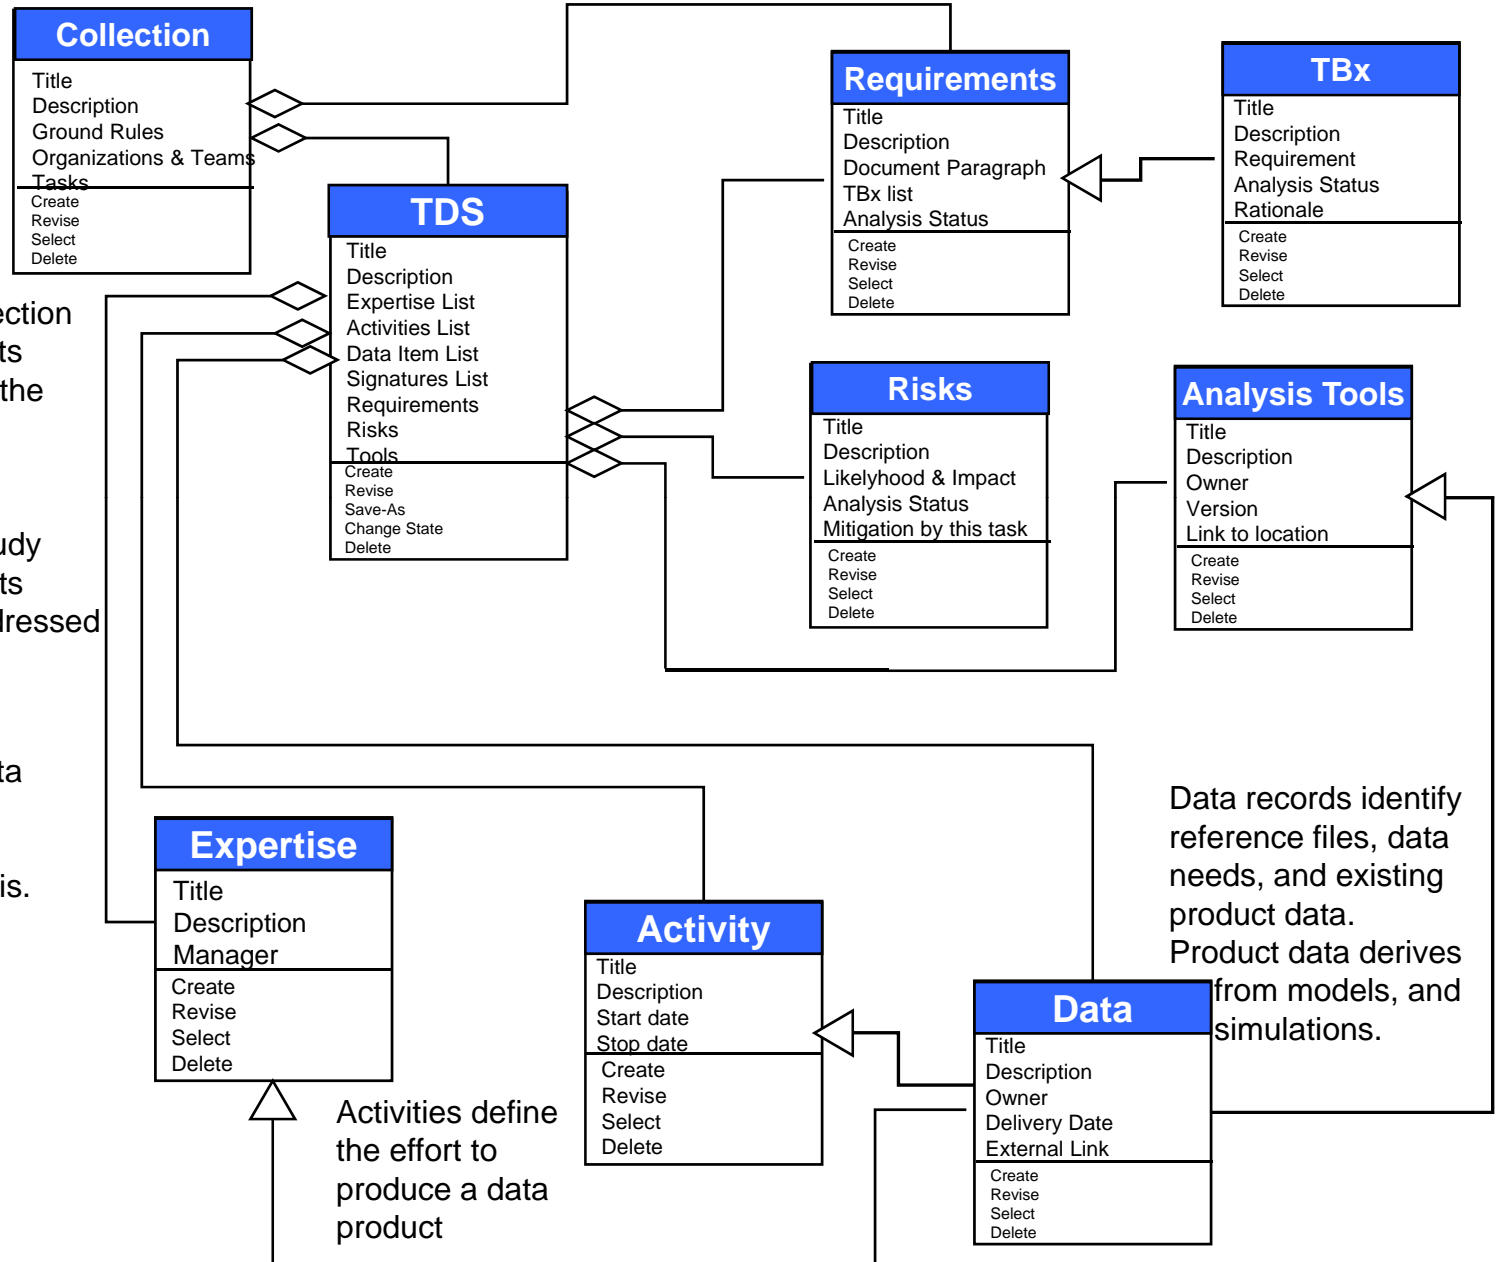 Collection
Title
Description
Ground Rules
Organizations & Teams
Tasks
Create
Revise
Select
Delete
TDS
Title
Description
Expertise List
Activities List
Data Item List
Signatures List
Requirements
Risks
Tools
Create
Revise
Save-As
Change State
Delete
Requirements
Title
Description
Document Paragraph
TBx list
Analysis Status
Create
Revise
Select
Delete
TBx
Title
Description
Requirement
Analysis Status
Rationale
Create
Revise
Select
Delete
ection
ts
the
Risks
Title
Description
Likelyhood & Impact
Analysis Status
Mitigation by this task
Create
Revise
Select
Delete
Analysis Tools
Title
Description
Owner
Version
Link to location
Create
Revise
Select
Delete
udy
ts
dressed
ta
is.
Expertise
Title
Description
Manager
Create
Revise
Select
Delete
Activities define
the effort to
produce a data
product
Activity
Title
Description
Start date
Stop date
Create
Revise
Select
Delete
Data records identify
reference files, data
needs, and existing
product data.
Product data derives
from models, and
simulations.
Data
Title
Description
Owner
Delivery Date
External Link
Create
Revise
Select
Delete